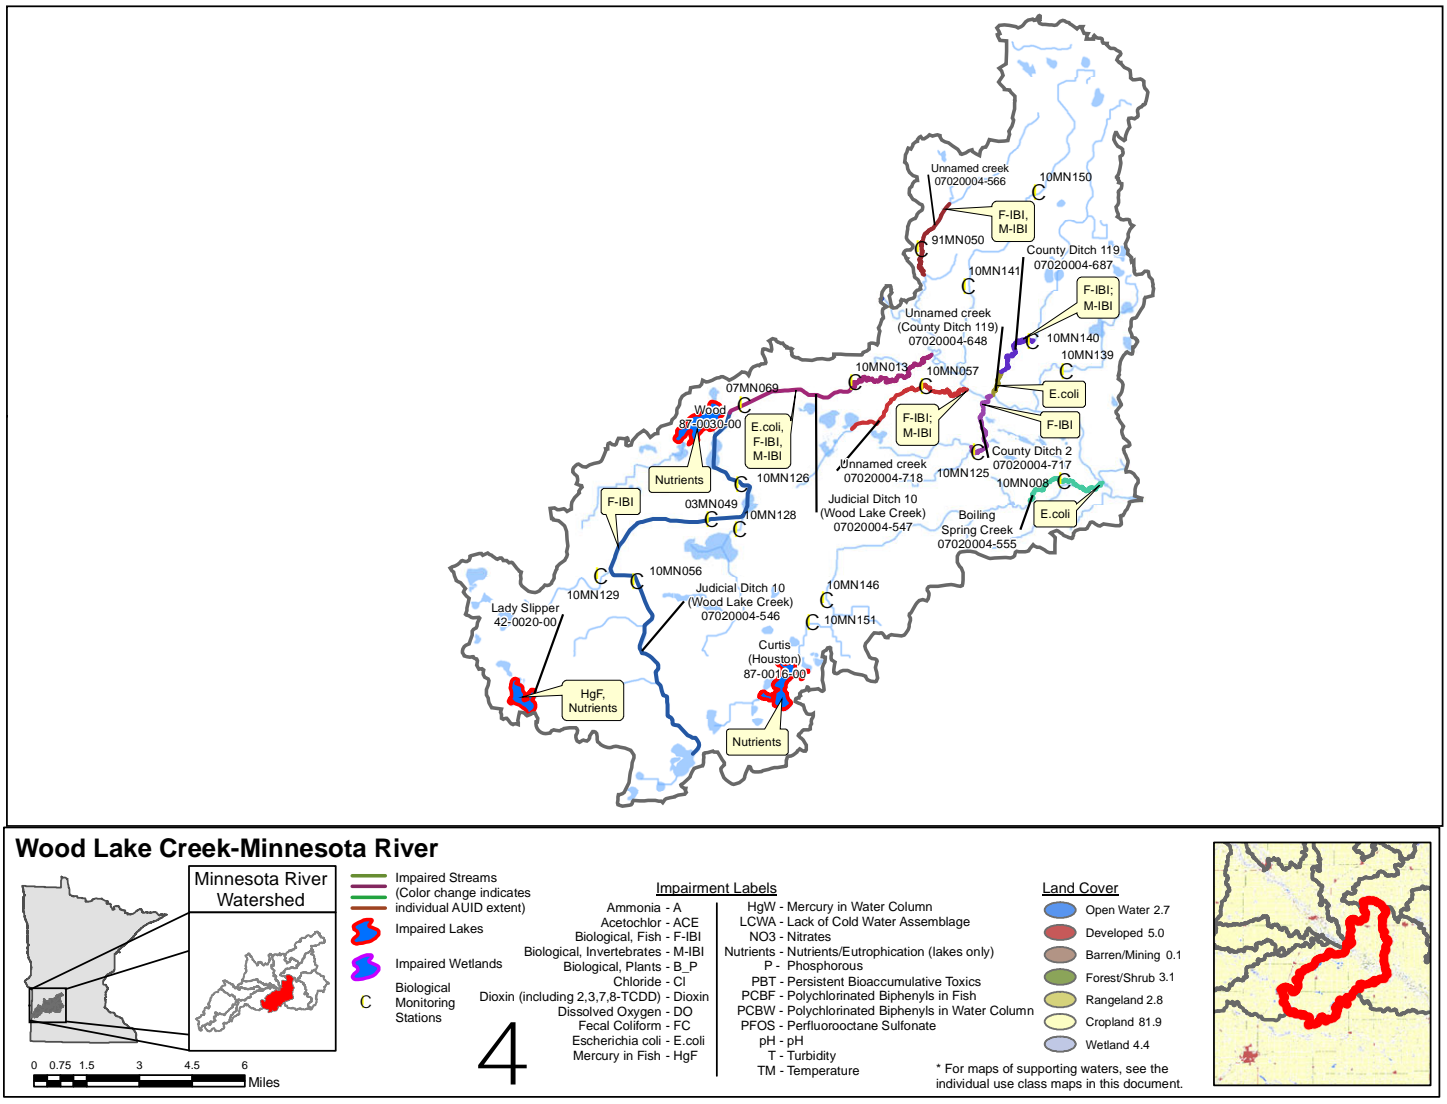 Unnamed creek
07020004-566
10MN150
F-IBI,
M-IBI
91MN050
County Ditch 119
07020004-687
10MN141
F-IBI;
M-IBI
Unnamed creek
(County Ditch 119)
07020004-648
10MN140
10MN139
10MN013
10MN057
07MN069
E.coli
Wood
87-0030-00
E.coli,
F-IBI,
M-IBI
F-IBI;
M-IBI
F-IBI
County Ditch 2
07020004-717
Unnamed creek
07020004-718
10MN125
10MN008
Nutrients
10MN126
Judicial Ditch 10
(Wood Lake Creek)
07020004-547
F-IBI
03MN049
10MN128
E.coli
Boiling
Spring Creek
07020004-555
10MN056
10MN129
Judicial Ditch 10
(Wood Lake Creek)
07020004-546
10MN146
10MN151
Lady Slipper
42-0020-00
Curtis
(Houston)
87-0016-00
HgF,
Nutrients
Nutrients
Wood Lake Creek-Minnesota River
Minnesota River
Watershed
0 0.75 1.5 3 4.5 6
Miles
Impaired Streams
(Color change indicates
individual AUID extent)
Impaired Lakes
Impaired Wetlands
C
Biological
Monitoring
Stations
4
Impairment Labels
Ammonia - A
Acetochlor - ACE
Biological, Fish - F-IBI
Biological, Invertebrates - M-IBI
Biological, Plants - B_P
Chloride - Cl
Dioxin (including 2,3,7,8-TCDD) - Dioxin
Dissolved Oxygen - DO
Fecal Coliform - FC
Escherichia coli - E.coli
Mercury in Fish - HgF
HgW - Mercury in Water Column
LCWA - Lack of Cold Water Assemblage
NO3 - Nitrates
Nutrients - Nutrients/Eutrophication (lakes only)
P - Phosphorous
PBT - Persistent Bioaccumulative Toxics
PCBF - Polychlorinated Biphenyls in Fish
PCBW - Polychlorinated Biphenyls in Water Column
PFOS - Perfluorooctane Sulfonate
pH - pH
T - Turbidity
TM - Temperature
Land Cover
Open Water 2.7
Developed 5.0
Barren/Mining 0.1
Forest/Shrub 3.1
Rangeland 2.8
Cropland 81.9
Wetland 4.4
* For maps of supporting waters, see the
individual use class maps in this document.